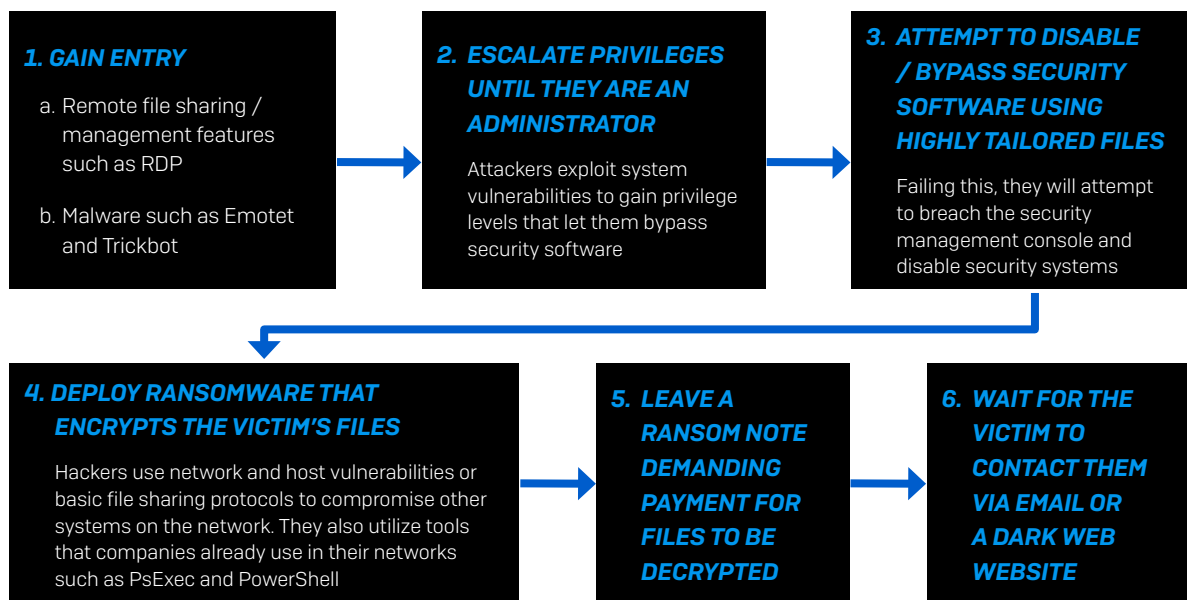 1. GAIN ENTRY
a. Remote file sharing /
management features
such as RDP
b. Malware such as Emotet
and Trickbot
2. ESCALATE PRIVILEGES
UNTIL THEY ARE AN
ADMINISTRATOR
Attackers exploit system
vulnerabilities to gain privilege
levels that let them bypass
security software
3. ATTEMPT TO DISABLE
/ BYPASS SECURITY
SOFTWARE USING
HIGHLY TAILORED FILES
Failing this, they will attempt
to breach the security
management console and
disable security systems
4. DEPLOY RANSOMWARE THAT
ENCRYPTS THE VICTIM’S FILES
Hackers use network and host vulnerabilities or
basic file sharing protocols to compromise other
systems on the network. They also utilize tools
that companies already use in their networks
such as PsExec and PowerShell
5. LEAVE A
RANSOM NOTE
DEMANDING
PAYMENT FOR
FILES TO BE
DECRYPTED
6. WAIT FOR THE
VICTIM TO
CONTACT THEM
VIA EMAIL OR
A DARK WEB
WEBSITE